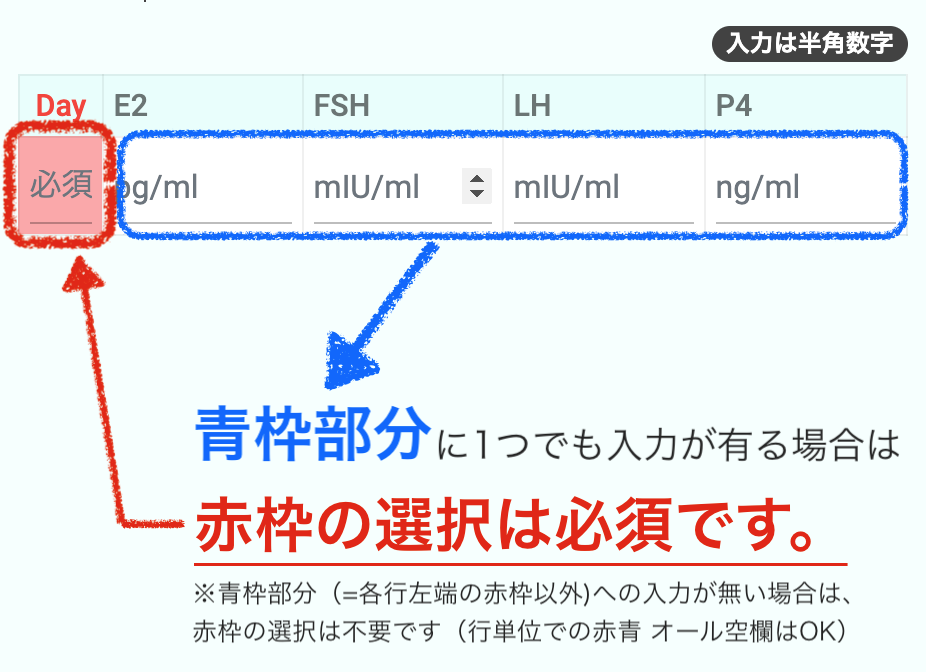 入力は半角数字
Day E2 FSH LH P4
必須 pg/ml mIU/ml mIU/ml ng/ml
青枠部分に1つでも入力が有る場合は
赤枠の選択は必須です。
※青枠部分（=各行左端の赤枠以外)への入力が無い場合は、
赤枠の選択は不要です（行単位での赤青 オール空欄はOK）